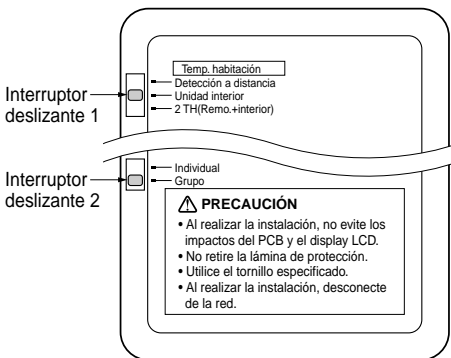 Temp. habitación
Detección a distancia
Interruptor
deslizante 1
Unidad interior
2 TH(Remo.+interior)
Individual
Interruptor
deslizante 2
Grupo
⚠ PRECAUCIÓN
• Al realizar la instalación, no evite los
impactos del PCB y el display LCD.
• No retire la lámina de protección.
• Utilice el tornillo especificado.
• Al realizar la instalación, desconecte
de la red.